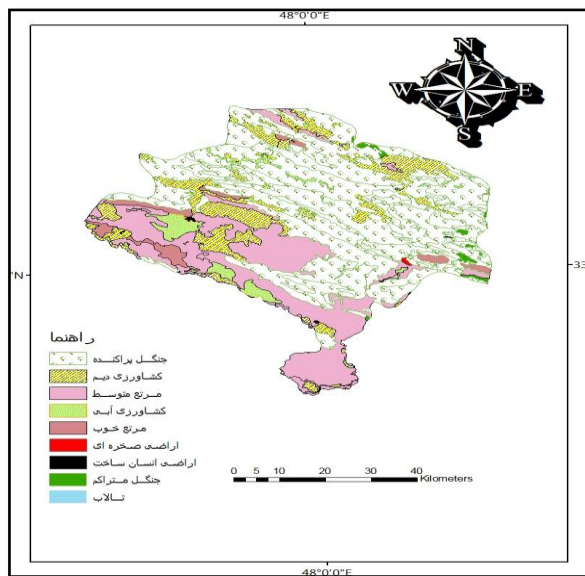 48°0'0"E
N
W E
S
N
33
راهنما
جنگل پراکنده
کشاورزی دیم
مرتع متوسط
کشاورزی آبی
مرتع خوب
اراضی صخره ای
اراضی انسان ساخت
جنگل متراکم
تالاب
0 5 10 20 30 40
Kilometers
48°0'0"E